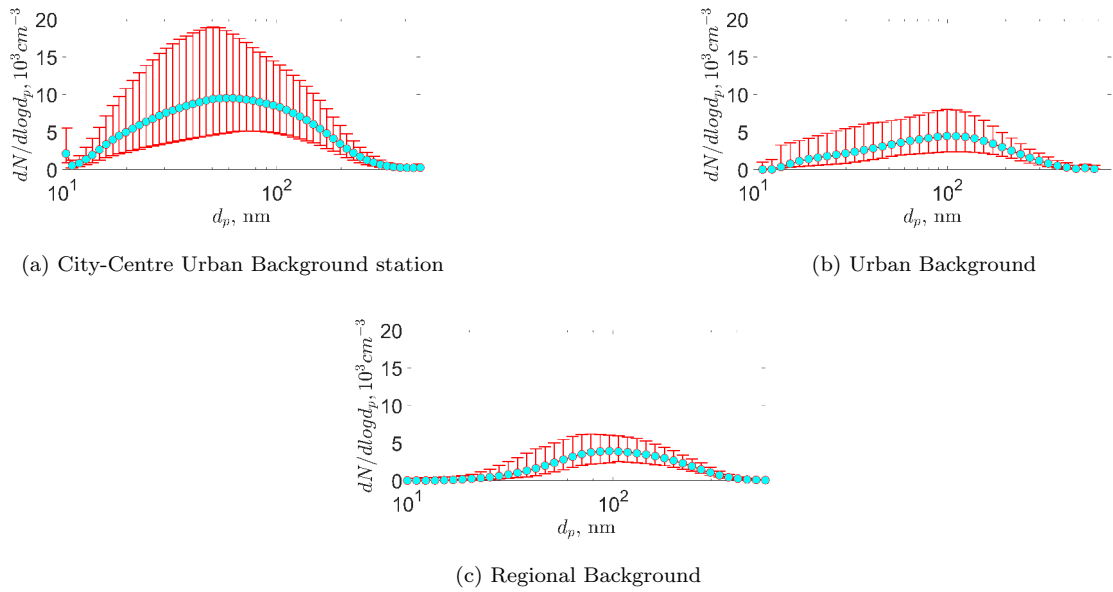 20
15
10
5
0
10^1
10^2
dN/dlogd_p, 10^3cm^−3
d_p, nm
(a) City-Centre Urban Background station
20
15
10
5
0
10^1
10^2
dN/dlogd_p, 10^3cm^−3
d_p, nm
(b) Urban Background
20
15
10
5
0
10^1
10^2
dN/dlogd_p, 10^3cm^−3
d_p, nm
(c) Regional Background